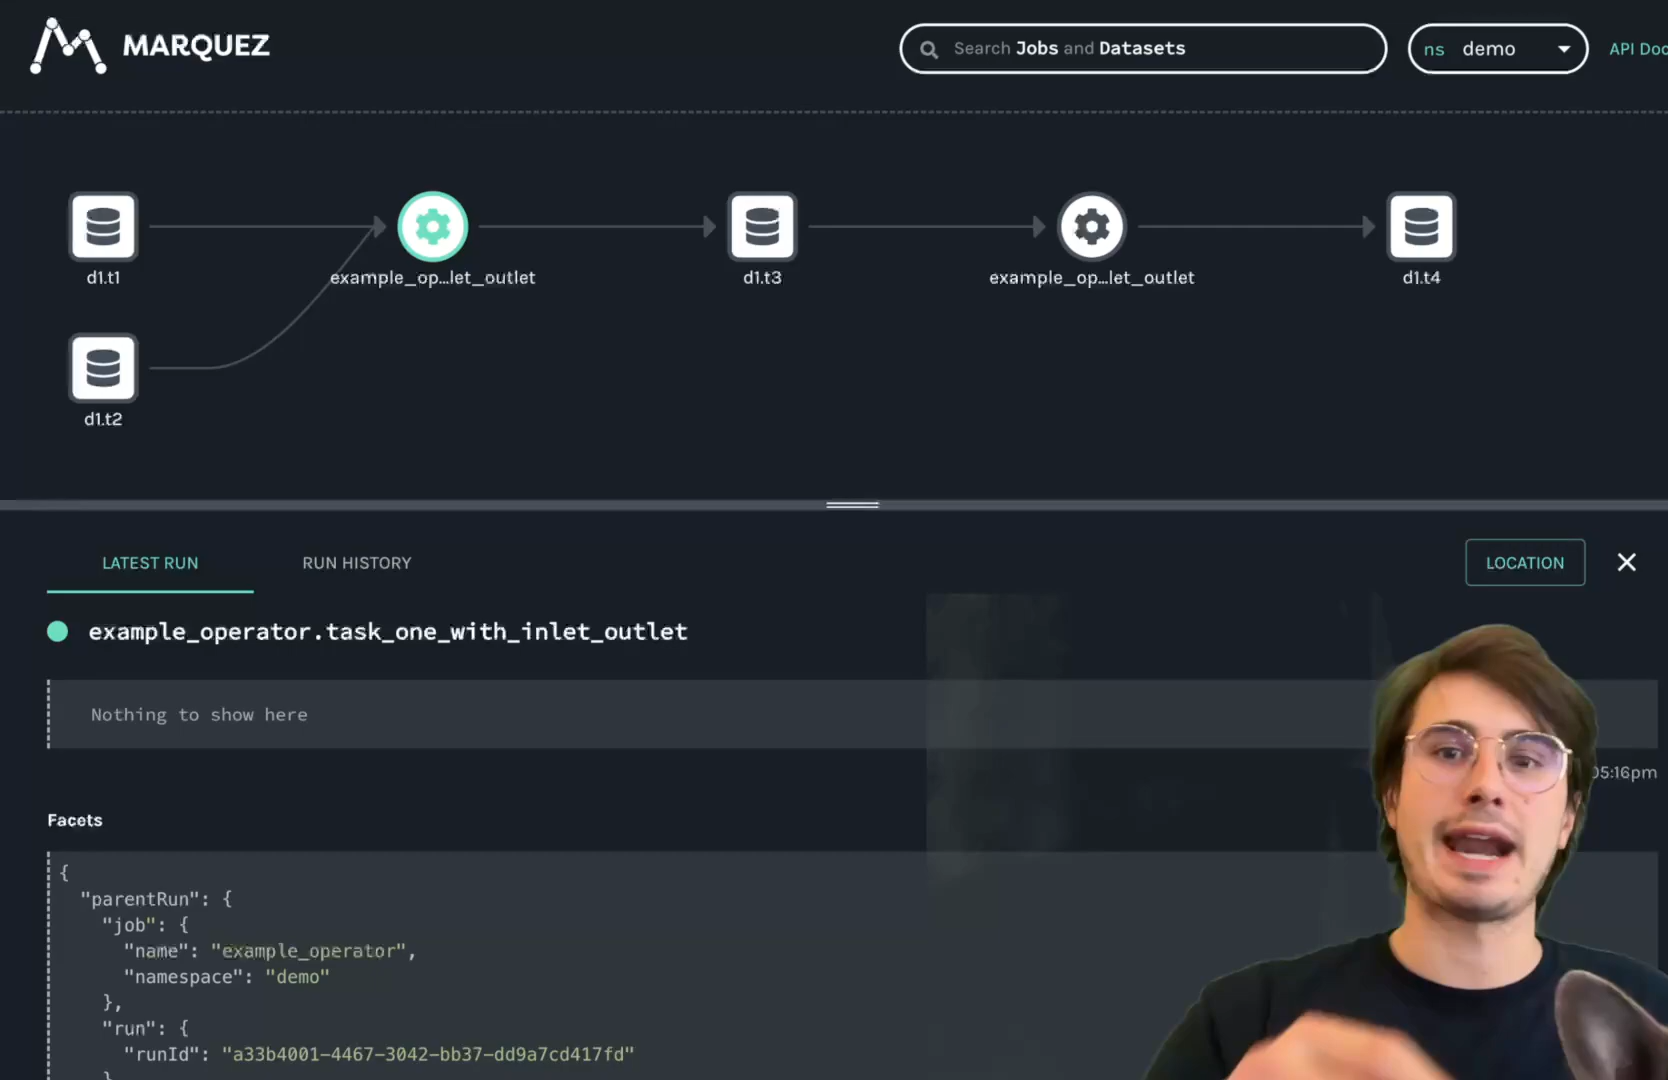 MARQUEZ
Search Jobs and Datasets
ns demo
API Doc
d1.t1
example_op...let_outlet
d1.t3
example_op...let_outlet
d1.t4
d1.t2
LATEST RUN
RUN HISTORY
LOCATION
example_operator.task_one_with_inlet_outlet
Nothing to show here
05:16pm
Facets
{
"parentRun": {
"job": {
"name": "example_operator",
"namespace": "demo"
},
"run": {
"runId": "a33b4001-4467-3042-bb37-dd9a7cd417fd"
}